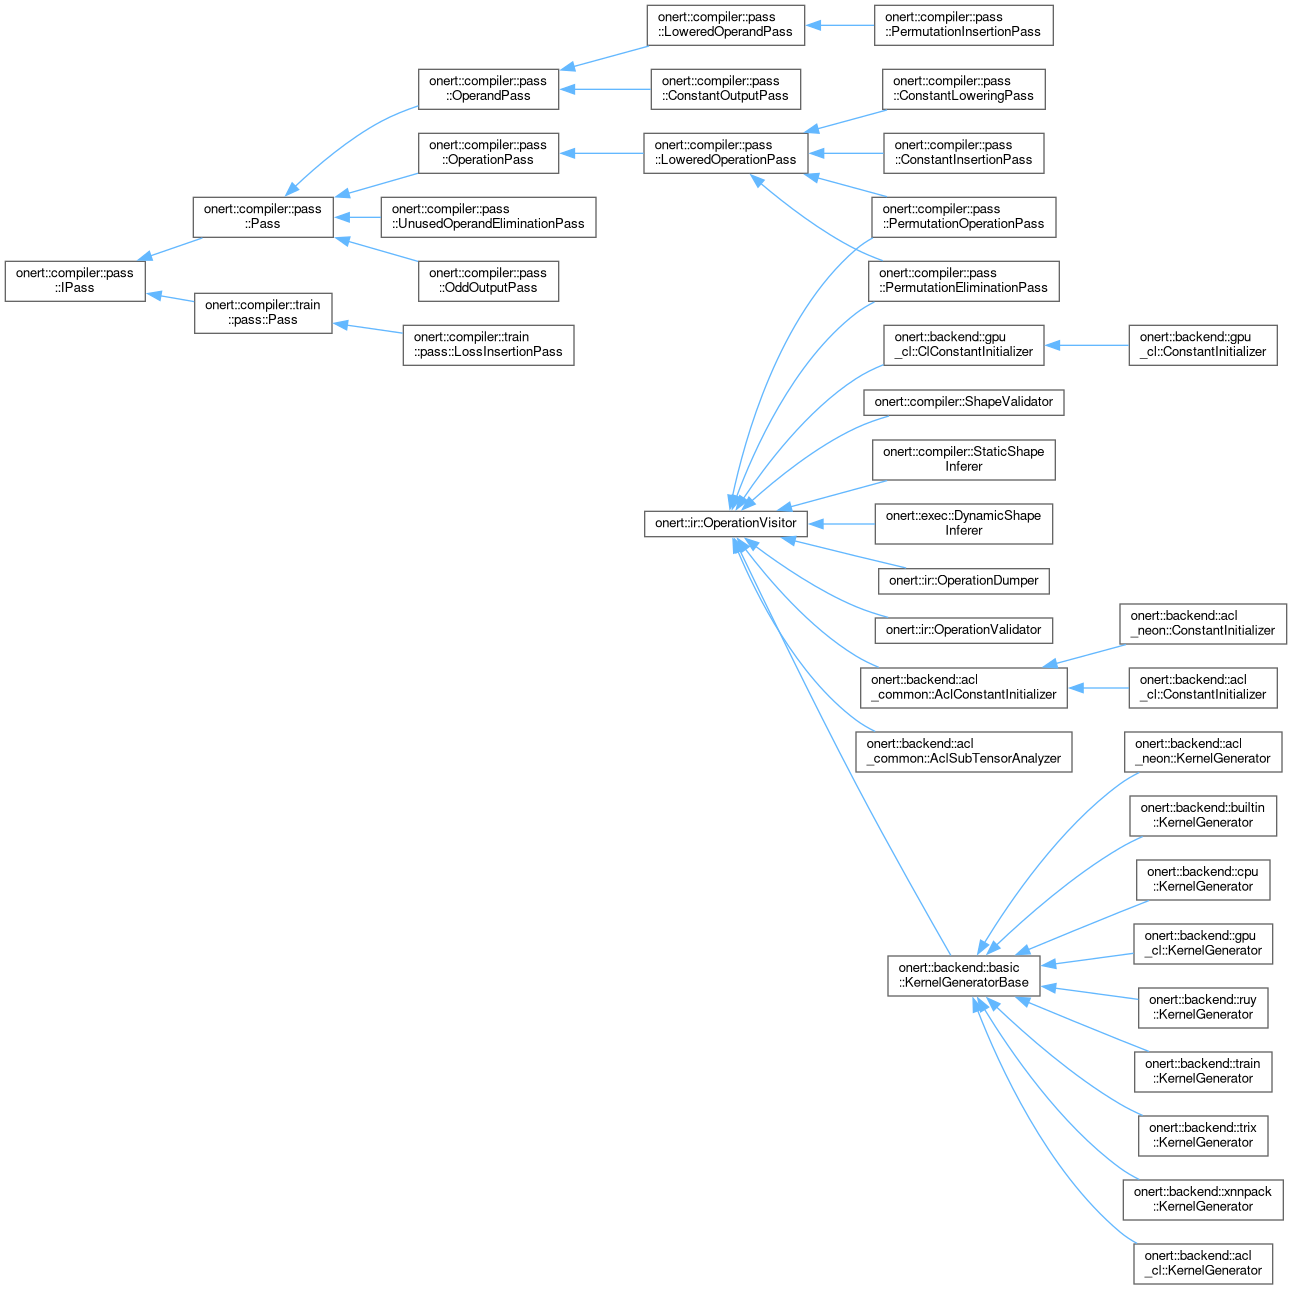 onert::compiler::pass
::LoweredOperandPass
onert::compiler::pass
::PermutationInsertionPass
onert::compiler::pass
::OperandPass
onert::compiler::pass
::ConstantOutputPass
onert::compiler::pass
::ConstantLoweringPass
onert::compiler::pass
::OperationPass
onert::compiler::pass
::LoweredOperationPass
onert::compiler::pass
::ConstantInsertionPass
onert::compiler::pass
::Pass
onert::compiler::pass
::UnusedOperandEliminationPass
onert::compiler::pass
::PermutationOperationPass
onert::compiler::pass
::IPass
onert::compiler::pass
::OddOutputPass
onert::compiler::pass
::PermutationEliminationPass
onert::compiler::train
::pass::Pass
onert::compiler::train
::pass::LossInsertionPass
onert::backend::gpu
_cl::ClConstantInitializer
onert::backend::gpu
_cl::ConstantInitializer
onert::compiler::ShapeValidator
onert::compiler::StaticShape
Inferer
onert::ir::OperationVisitor
onert::exec::DynamicShape
Inferer
onert::ir::OperationDumper
onert::ir::OperationValidator
onert::backend::acl
_neon::ConstantInitializer
onert::backend::acl
_common::AclConstantInitializer
onert::backend::acl
_cl::ConstantInitializer
onert::backend::acl
_common::AclSubTensorAnalyzer
onert::backend::acl
_neon::KernelGenerator
onert::backend::builtin
::KernelGenerator
onert::backend::cpu
::KernelGenerator
onert::backend::gpu
_cl::KernelGenerator
onert::backend::basic
::KernelGeneratorBase
onert::backend::ruy
::KernelGenerator
onert::backend::train
::KernelGenerator
onert::backend::trix
::KernelGenerator
onert::backend::xnnpack
::KernelGenerator
onert::backend::acl
_cl::KernelGenerator